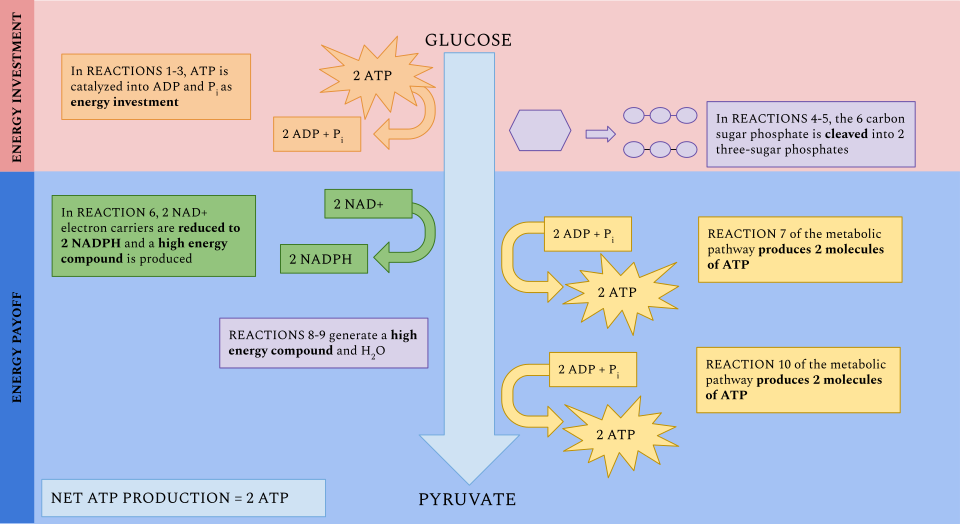 ENERGY INVESTMENT
GLUCOSE
In REACTIONS 1-3, ATP is
catalyzed into ADP and Pi as
energy investment
2 ATP
2 ADP + Pi
In REACTIONS 4-5, the 6 carbon
sugar phosphate is cleaved into 2
three-sugar phosphates
ENERGY PAYOFF
In REACTION 6, 2 NAD+
electron carriers are reduced to
2 NADPH and a high energy
compound is produced
2 NAD+
2 NADPH
2 ADP + Pi
2 ATP
REACTION 7 of the metabolic
pathway produces 2 molecules
of ATP
REACTIONS 8-9 generate a high
energy compound and H2O
2 ADP + Pi
2 ATP
REACTION 10 of the metabolic
pathway produces 2 molecules
of ATP
NET ATP PRODUCTION = 2 ATP
PYRUVATE